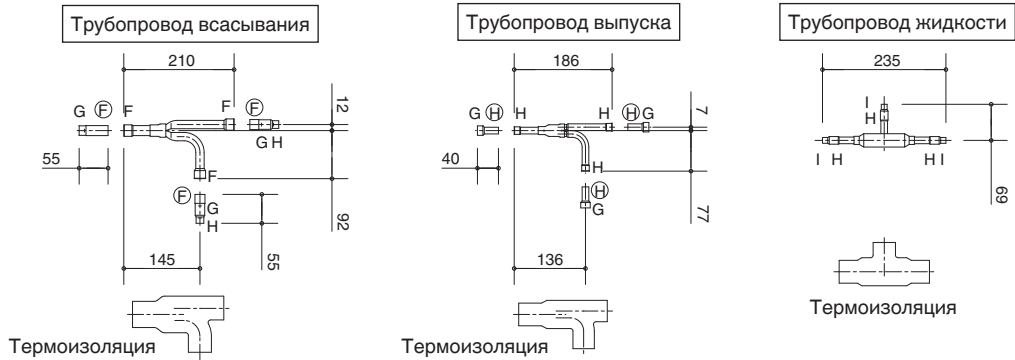 Трубопровод всасывания
210
12
G Ⓕ F F Ⓕ
G H
55
F
Ⓕ
G
H
92
55
145
Термоизоляция
Трубопровод выпуска
186
7
G Ⓗ H H Ⓗ G
40
H
Ⓗ
G
77
136
Термоизоляция
Трубопровод жидкости
235
I
H
I H H I
69
Термоизоляция